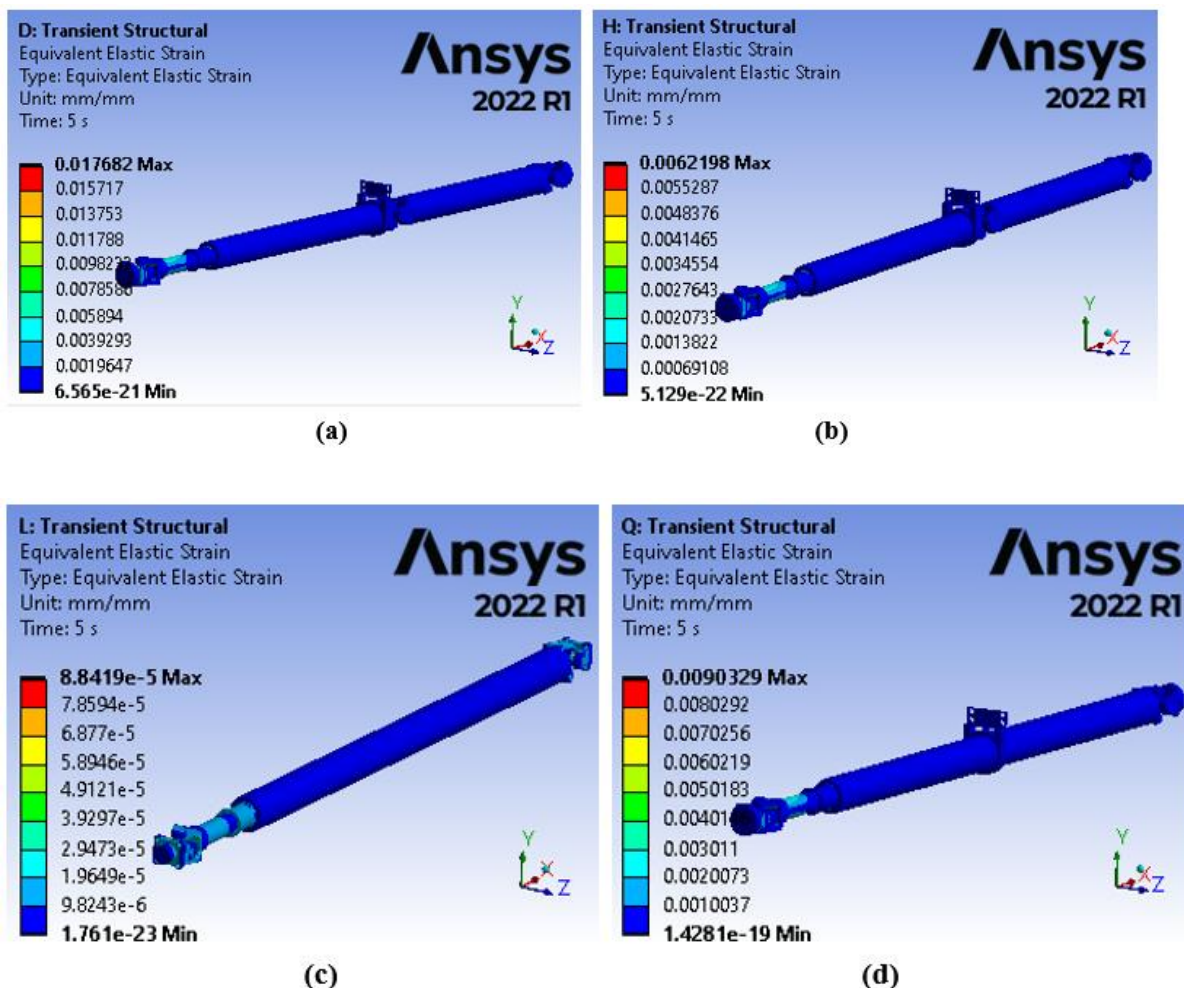 D: Transient Structural
Equivalent Elastic Strain
Type: Equivalent Elastic Strain
Unit: mm/mm
Time: 5 s
Ansys
2022 R1
0.017682 Max
0.015717
0.013753
0.011788
0.0078586
0.005894
0.0039293
0.0019647
6.565e-21 Min
Y
X
Z
(a)
H: Transient Structural
Equivalent Elastic Strain
Type: Equivalent Elastic Strain
Unit: mm/mm
Time: 5 s
Ansys
2022 R1
0.0062198 Max
0.0055287
0.0048376
0.0041465
0.0034554
0.0027643
0.0020733
0.0013822
0.00069108
5.129e-22 Min
Y
X
Z
(b)
L: Transient Structural
Equivalent Elastic Strain
Type: Equivalent Elastic Strain
Unit: mm/mm
Time: 5 s
Ansys
2022 R1
8.8419e-5 Max
7.8594e-5
6.877e-5
5.8946e-5
4.9121e-5
3.9297e-5
2.9473e-5
1.9649e-5
9.8243e-6
1.761e-23 Min
Y
X
Z
(c)
Q: Transient Structural
Equivalent Elastic Strain
Type: Equivalent Elastic Strain
Unit: mm/mm
Time: 5 s
Ansys
2022 R1
0.0090329 Max
0.0080292
0.0070256
0.0060219
0.0050183
0.003011
0.0020073
0.0010037
1.4281e-19 Min
Y
X
Z
(d)